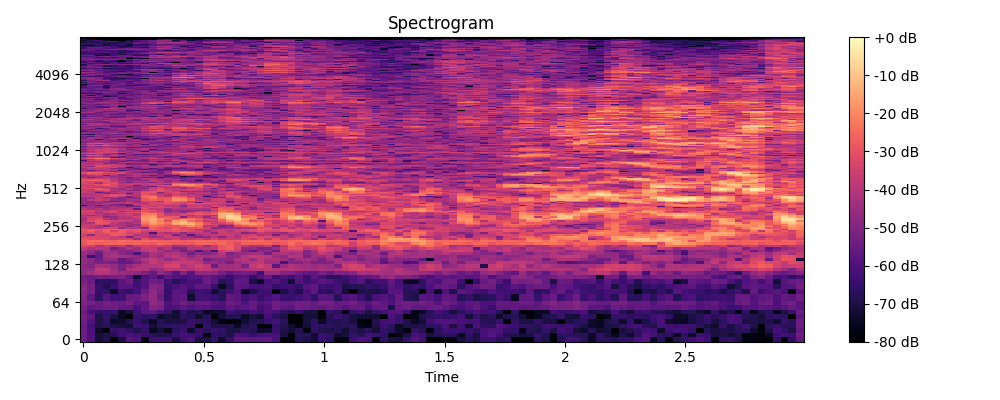 Spectrogram
Hz
4096
2048
1024
512
256
128
64
0
0
0.5
1
1.5
2
2.5
Time
+0 dB
-10 dB
-20 dB
-30 dB
-40 dB
-50 dB
-60 dB
-70 dB
-80 dB